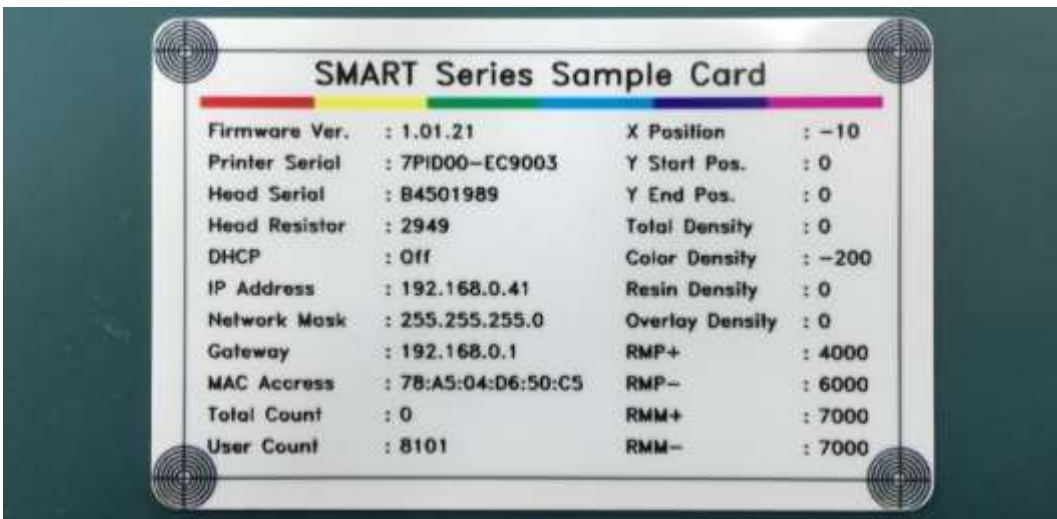 SMART Series Sample Card
Firmware Ver. : 1.01.21
Printer Serial : 7PID00-EC9003
Head Serial : B4501989
Head Resistor : 2949
DHCP : Off
IP Address : 192.168.0.41
Network Mask : 255.255.255.0
Gateway : 192.168.0.1
MAC Accress : 78:A5:04:D6:50:C5
Total Count : 0
User Count : 8101
X Position : -10
Y Start Pos. : 0
Y End Pos. : 0
Total Density : 0
Color Density : -200
Resin Density : 0
Overlay Density : 0
RMP+ : 4000
RMP- : 6000
RMM+ : 7000
RMM- : 7000